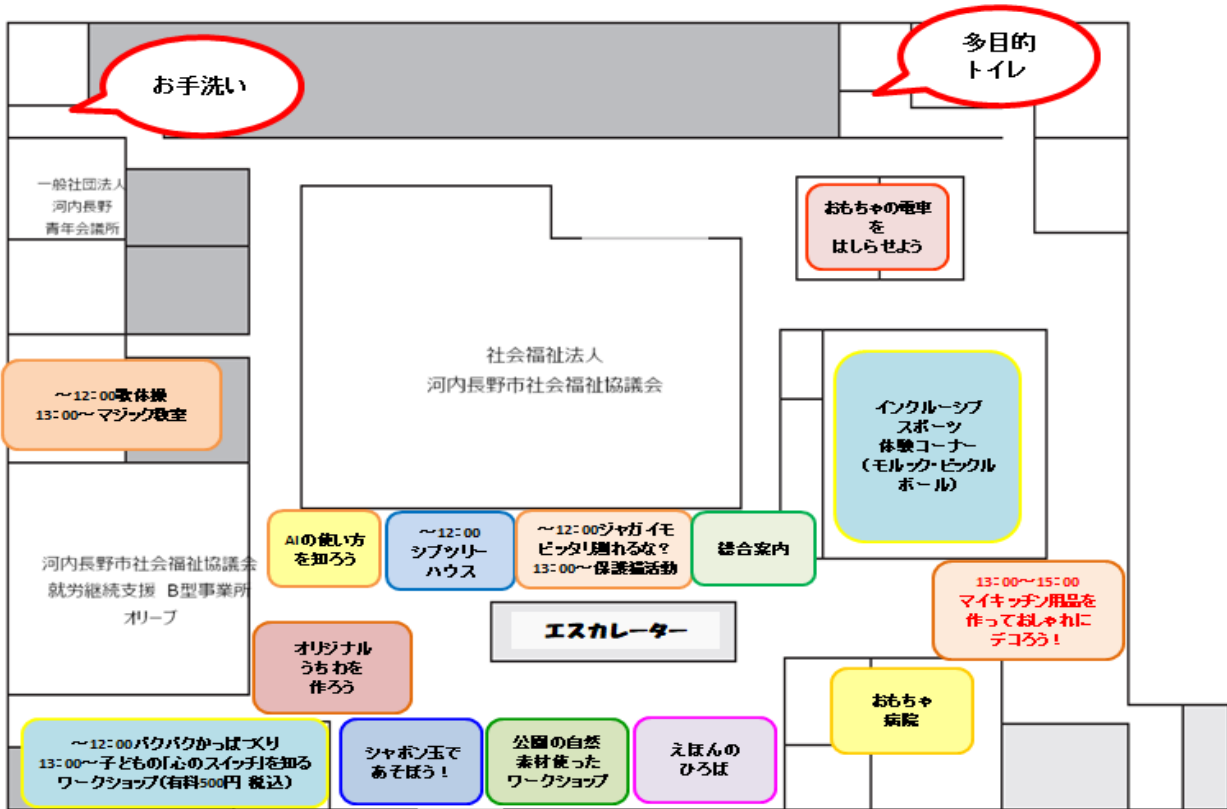 お手洗い
多目的
トイレ
一般社団法人
河内長野
青年会議所
おもちゃの電車
を
はしらせよう
社会福祉法人
河内長野市社会福祉協議会
～12:00歌体操
13:00～マジック教室
インクルーシブ
スポーツ
体験コーナー
(モルック・ピックル
ボール)
AIの使い方
を知ろう
～12:00
シブツリー
ハウス
～12:00ジャガイモ
ピッタリ測れるな?
13:00～保護猫活動
総合案内
河内長野市社会福祉協議会
就労継続支援 B型事業所
オリーブ
エスカレーター
13:00～15:00
マイキッチン用品を
作っておしゃれに
デコろう!
オリジナル
うちわを
作ろう
おもちゃ
病院
～12:00パクパクかっぱづくり
13:00～子どもの「心のスイッチ」を知る
ワークショップ(有料500円 税込)
シャボン玉で
あそぼう!
公園の自然
素材使った
ワークショップ
えほんの
ひろば